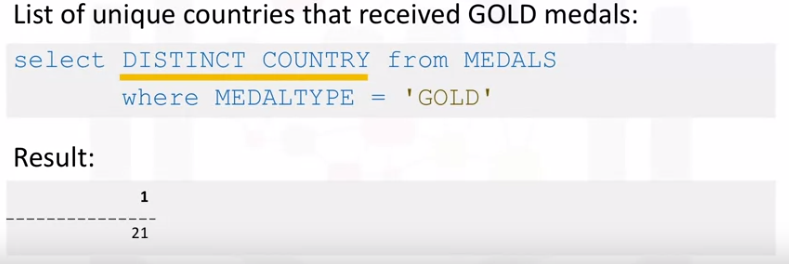 List of unique countries that received GOLD medals:
select DISTINCT COUNTRY from MEDALS
where MEDALTYPE = 'GOLD'
Result:
1
----------------
21